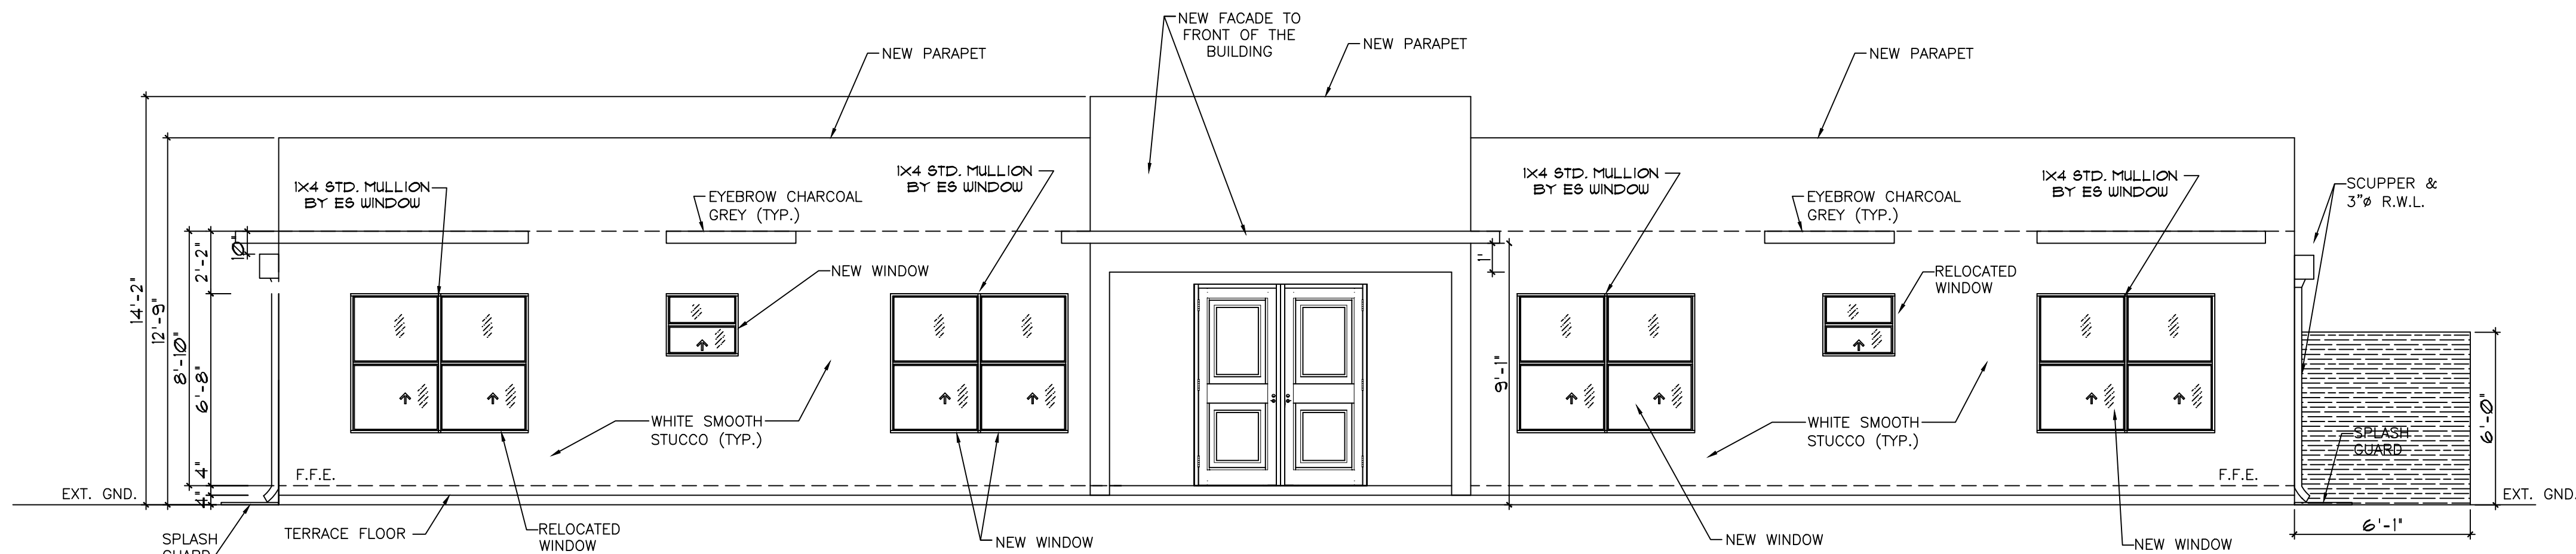 NEW FACADE TO
FRONT OF THE
BUILDING
NEW PARAPET
NEW PARAPET
NEW PARAPET
1X4 STD. MULLION
BY ES WINDOW
EYEBROW CHARCOAL
GREY (TYP.)
1X4 STD. MULLION
BY ES WINDOW
1X4 STD. MULLION
BY ES WINDOW
EYEBROW CHARCOAL
GREY (TYP.)
1X4 STD. MULLION
BY ES WINDOW
SCUPPER &
3"ø R.W.L.
14'-2"
12'-9"
8'-10"
2'-2"
10"
6'-8"
4"
4"
NEW WINDOW
1'
9'-1"
RELOCATED
WINDOW
WHITE SMOOTH
STUCCO (TYP.)
WHITE SMOOTH
STUCCO (TYP.)
SPLASH
GUARD
6'-0"
F.F.E.
F.F.E.
EXT. GND.
EXT. GND.
6'-1"
SPLASH
GUARD
TERRACE FLOOR
RELOCATED
WINDOW
NEW WINDOW
NEW WINDOW
NEW WINDOW